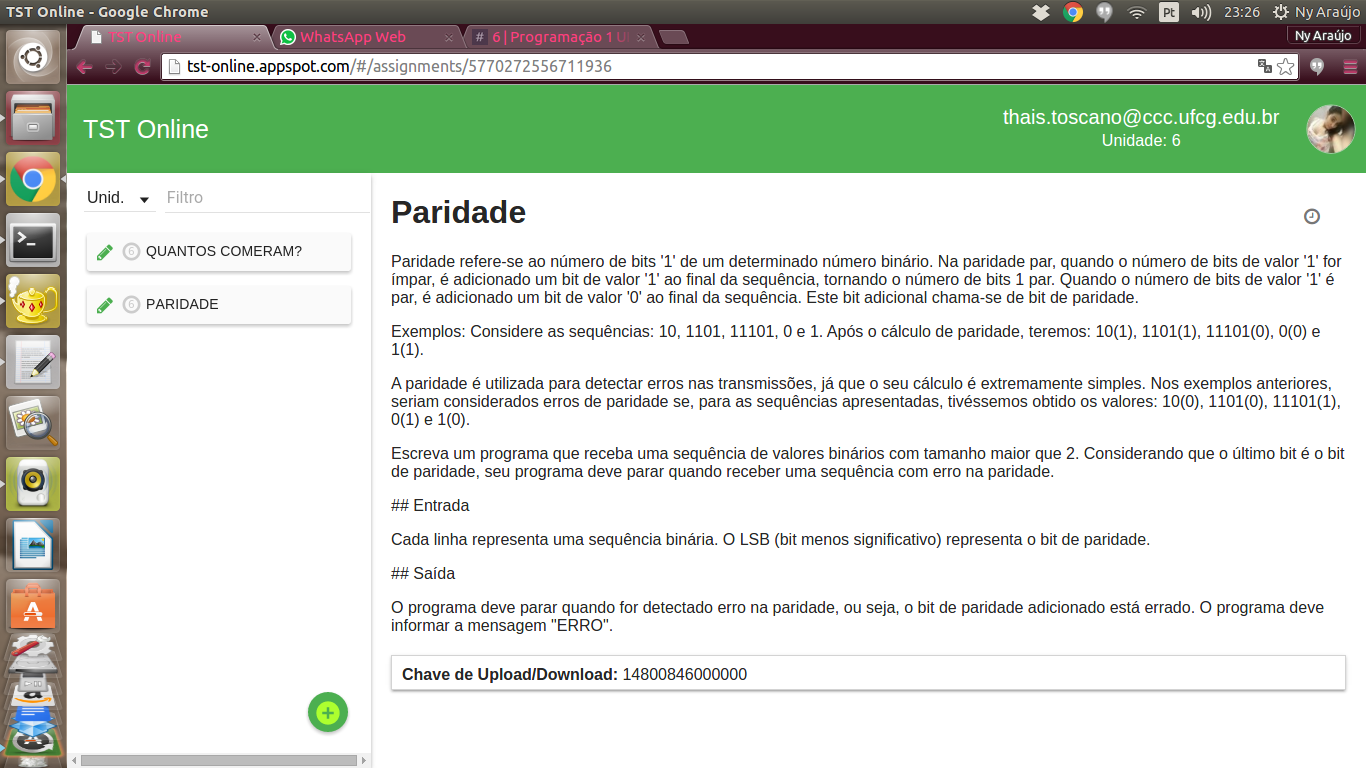 TST Online - Google Chrome
Pt
23:26
Ny Araújo
TST Online
WhatsApp Web
# 6 | Programação 1 U
Ny Araújo
tst-online.appspot.com/#/assignments/5770272556711936
TST Online
thais.toscano@ccc.ufcg.edu.br
Unidade: 6
Unid.
Filtro
6 QUANTOS COMERAM?
6 PARIDADE
Paridade
Paridade refere-se ao número de bits '1' de um determinado número binário. Na paridade par, quando o número de bits de valor '1' for
ímpar, é adicionado um bit de valor '1' ao final da sequência, tornando o número de bits 1 par. Quando o número de bits de valor '1' é
par, é adicionado um bit de valor '0' ao final da sequência. Este bit adicional chama-se de bit de paridade.
Exemplos: Considere as sequências: 10, 1101, 11101, 0 e 1. Após o cálculo de paridade, teremos: 10(1), 1101(1), 11101(0), 0(0) e
1(1).
A paridade é utilizada para detectar erros nas transmissões, já que o seu cálculo é extremamente simples. Nos exemplos anteriores,
seriam considerados erros de paridade se, para as sequências apresentadas, tivéssemos obtido os valores: 10(0), 1101(0), 11101(1),
0(1) e 1(0).
Escreva um programa que receba uma sequência de valores binários com tamanho maior que 2. Considerando que o último bit é o bit
de paridade, seu programa deve parar quando receber uma sequência com erro na paridade.
## Entrada
Cada linha representa uma sequência binária. O LSB (bit menos significativo) representa o bit de paridade.
## Saída
O programa deve parar quando for detectado erro na paridade, ou seja, o bit de paridade adicionado está errado. O programa deve
informar a mensagem "ERRO".
Chave de Upload/Download: 14800846000000